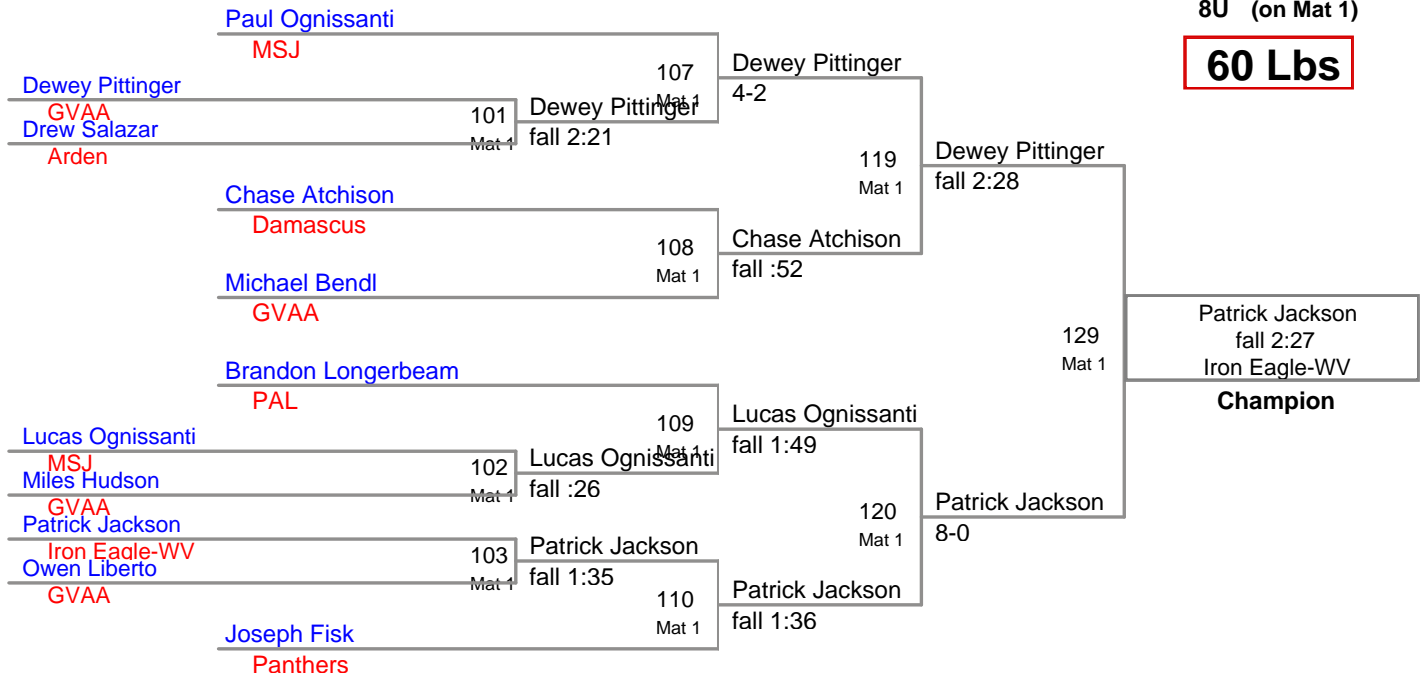 8U (on Mat 1)
60 Lbs
Paul Ognissanti
MSJ
Dewey Pittinger
GVAA
Drew Salazar
Arden
101
Mat 1
Dewey Pittinger
fall 2:21
107
Mat 1
Dewey Pittinger
4-2
Chase Atchison
Damascus
Michael Bendl
GVAA
108
Mat 1
Chase Atchison
fall :52
119
Mat 1
Dewey Pittinger
fall 2:28
Brandon Longerbeam
PAL
Lucas Ognissanti
MSJ
Miles Hudson
GVAA
102
Mat 1
Lucas Ognissanti
fall :26
109
Mat 1
Lucas Ognissanti
fall 1:49
Patrick Jackson
Iron Eagle-WV
Owen Liberto
GVAA
103
Mat 1
Patrick Jackson
fall 1:35
Joseph Fisk
Panthers
110
Mat 1
Patrick Jackson
fall 1:36
120
Mat 1
Patrick Jackson
8-0
129
Mat 1
Patrick Jackson
fall 2:27
Iron Eagle-WV
Champion